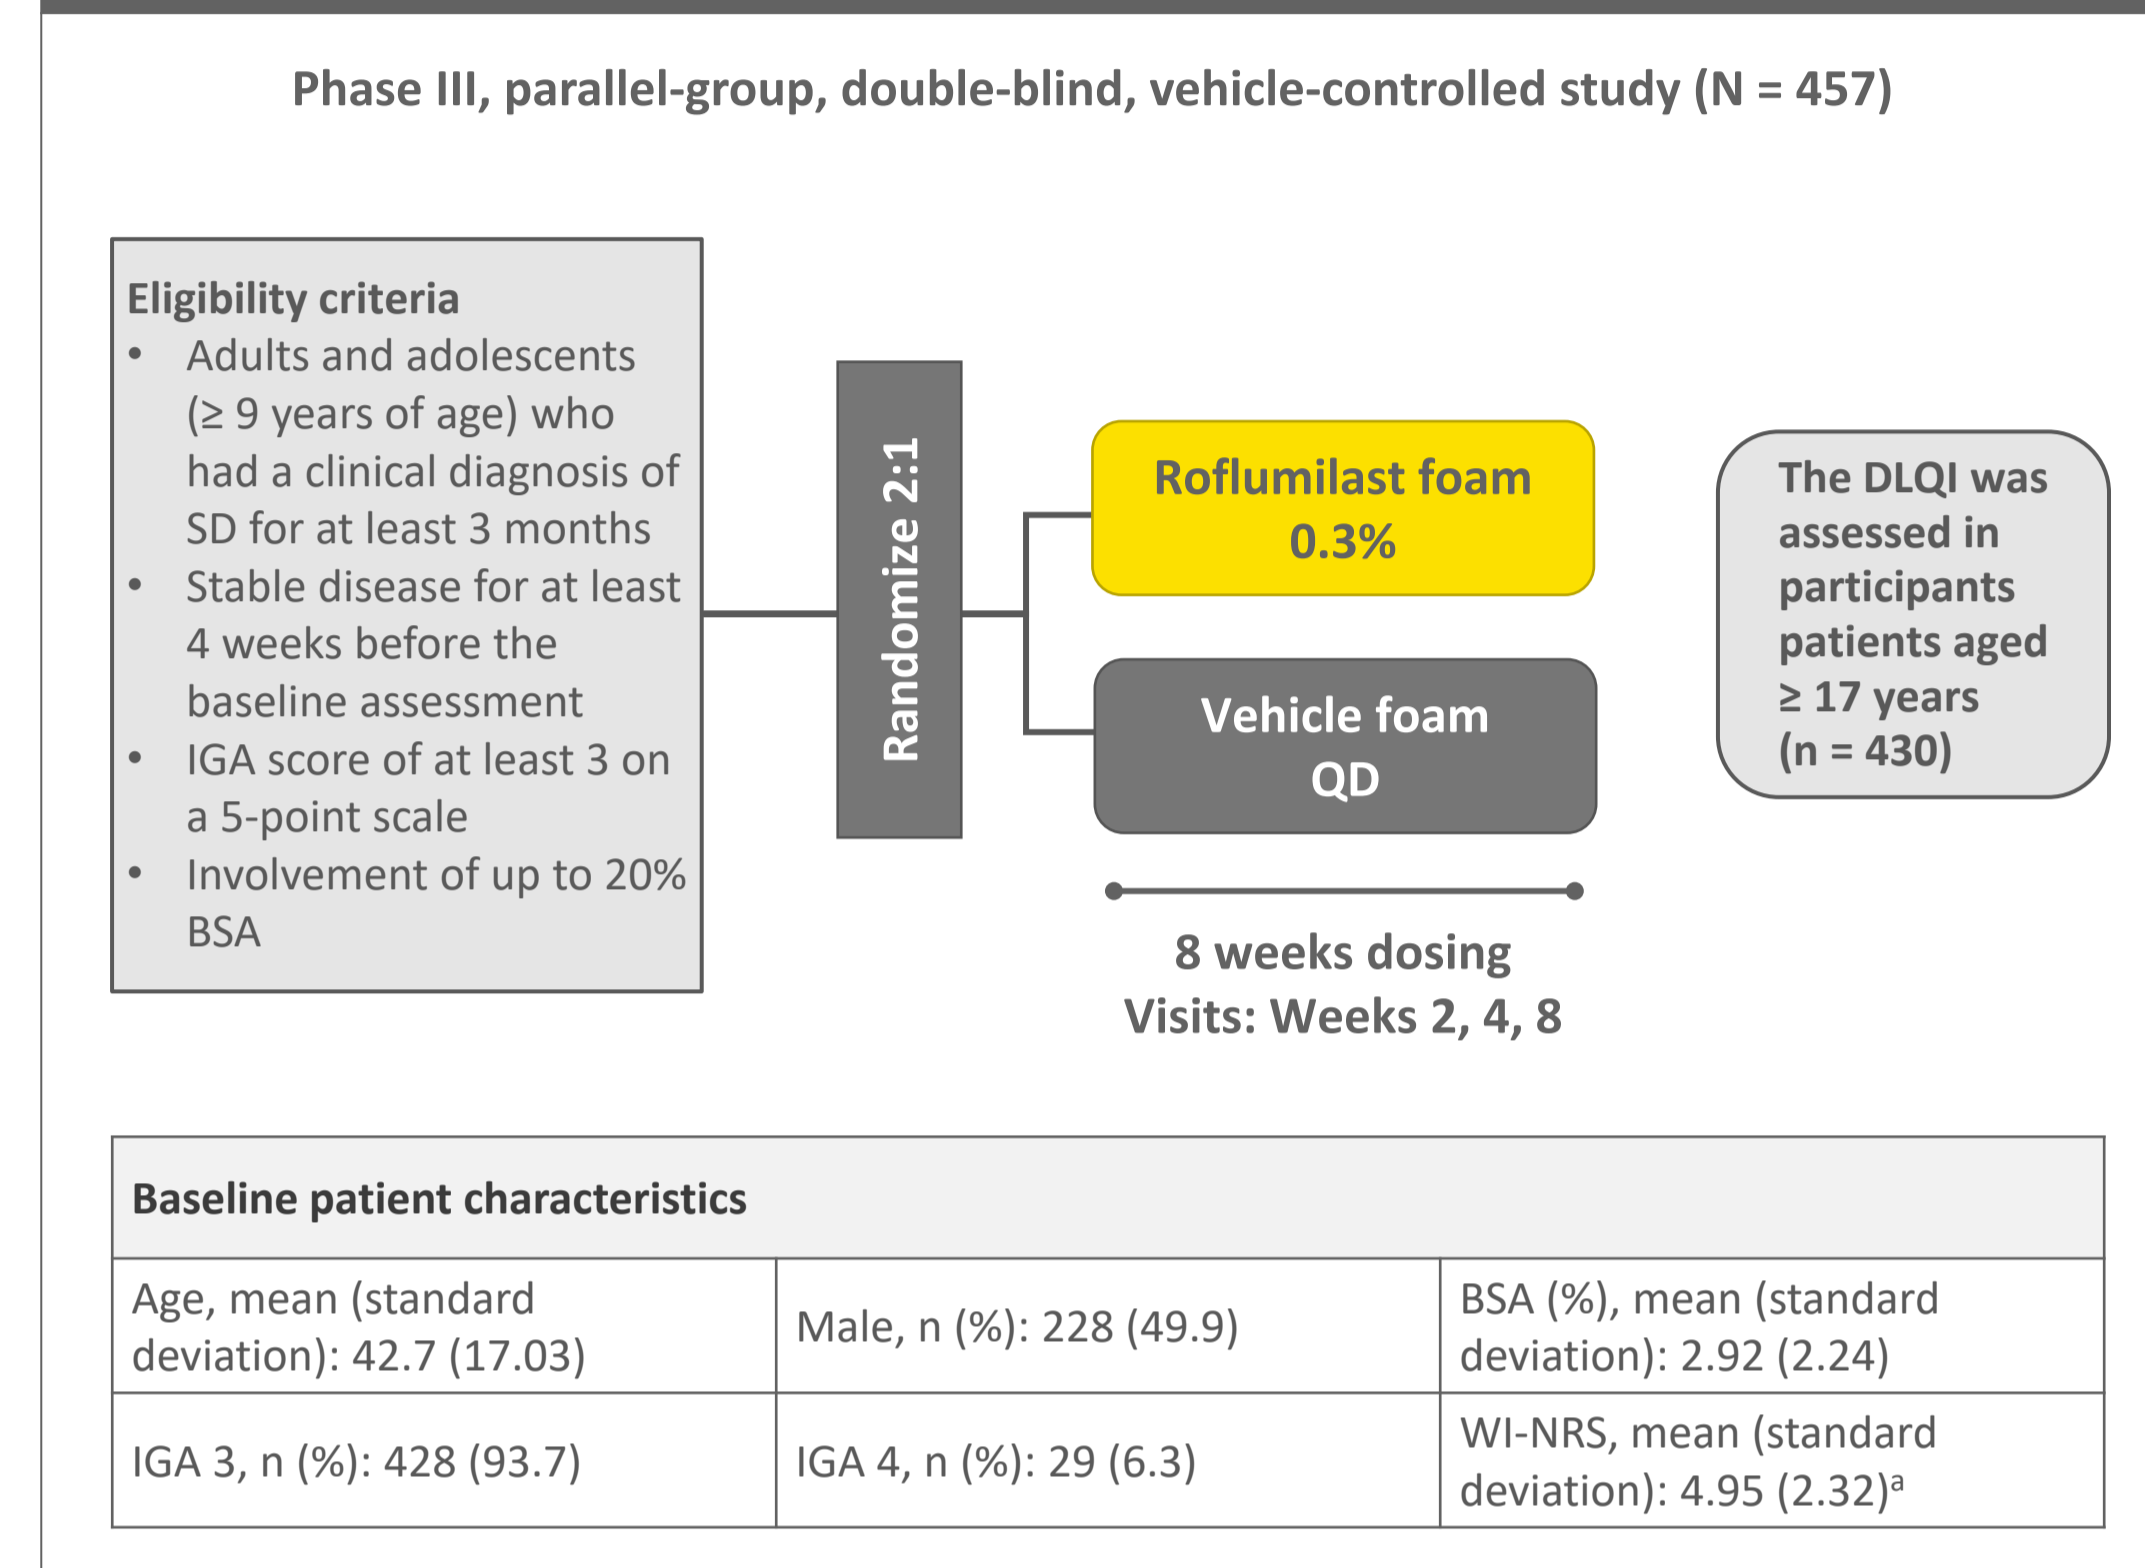 Phase III, parallel-group, double-blind, vehicle-controlled study (N = 457)
Eligibility criteria
• Adults and adolescents
(≥ 9 years of age) who
had a clinical diagnosis of
SD for at least 3 months
• Stable disease for at least
4 weeks before the
baseline assessment
• IGA score of at least 3 on
a 5-point scale
• Involvement of up to 20%
BSA
Randomize 2:1
Roflumilast foam
0.3%
Vehicle foam
QD
8 weeks dosing
Visits: Weeks 2, 4, 8
The DLQI was
assessed in
participants
patients aged
≥ 17 years
(n = 430)
Baseline patient characteristics
Age, mean (standard
deviation): 42.7 (17.03)
Male, n (%): 228 (49.9)
BSA (%), mean (standard
deviation): 2.92 (2.24)
IGA 3, n (%): 428 (93.7)
IGA 4, n (%): 29 (6.3)
WI-NRS, mean (standard
deviation): 4.95 (2.32)ᵃ